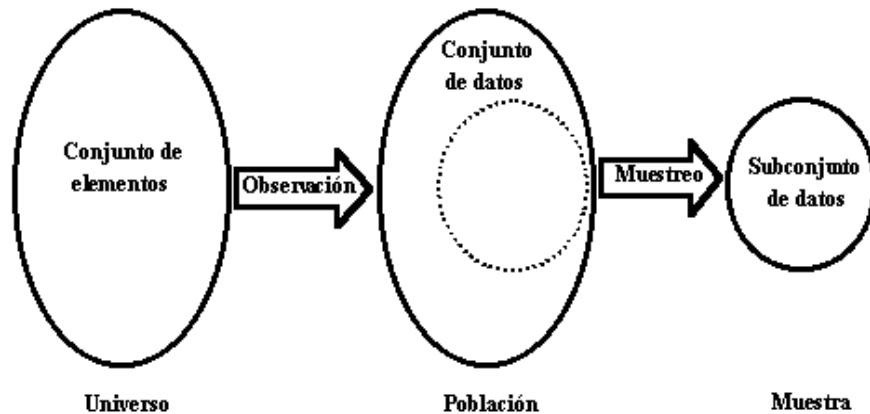 Conjunto de
elementos
Observación
Conjunto
de datos
Muestreo
Subconjunto
de datos
Universo
Población
Muestra